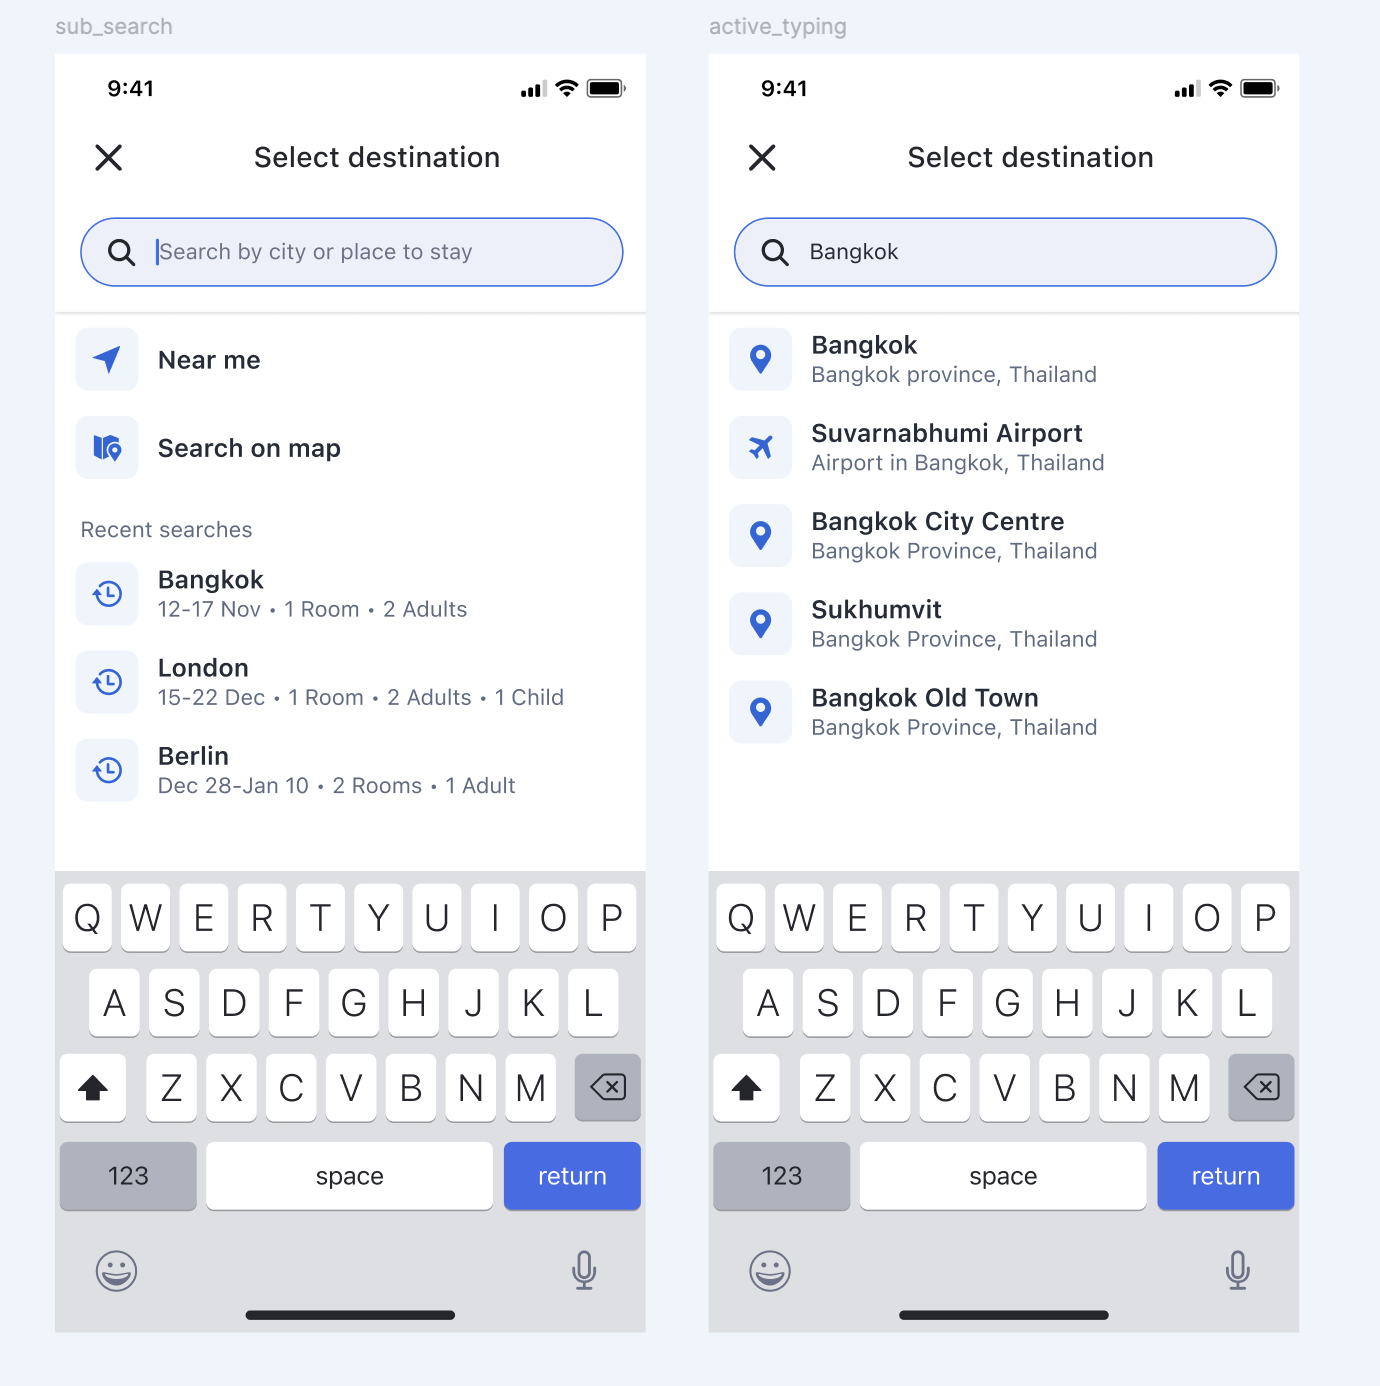 sub_search
9:41
Select destination
Search by city or place to stay
Near me
Search on map
Recent searches
Bangkok
12-17 Nov • 1 Room • 2 Adults
London
15-22 Dec • 1 Room • 2 Adults • 1 Child
Berlin
Dec 28-Jan 10 • 2 Rooms • 1 Adult
Q W E R T Y U I O P
A S D F G H J K L
Z X C V B N M
123 space return
active_typing
9:41
Select destination
Bangkok
Bangkok
Bangkok province, Thailand
Suvarnabhumi Airport
Airport in Bangkok, Thailand
Bangkok City Centre
Bangkok Province, Thailand
Sukhumvit
Bangkok Province, Thailand
Bangkok Old Town
Bangkok Province, Thailand
Q W E R T Y U I O P
A S D F G H J K L
Z X C V B N M
123 space return